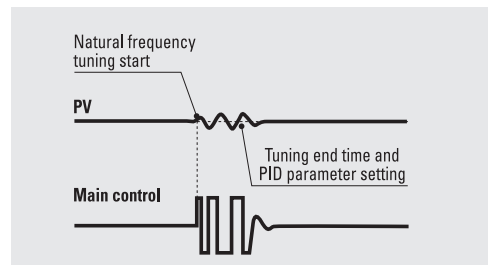 Natural frequency
tuning start
PV
Tuning end time and
PID parameter setting
Main control